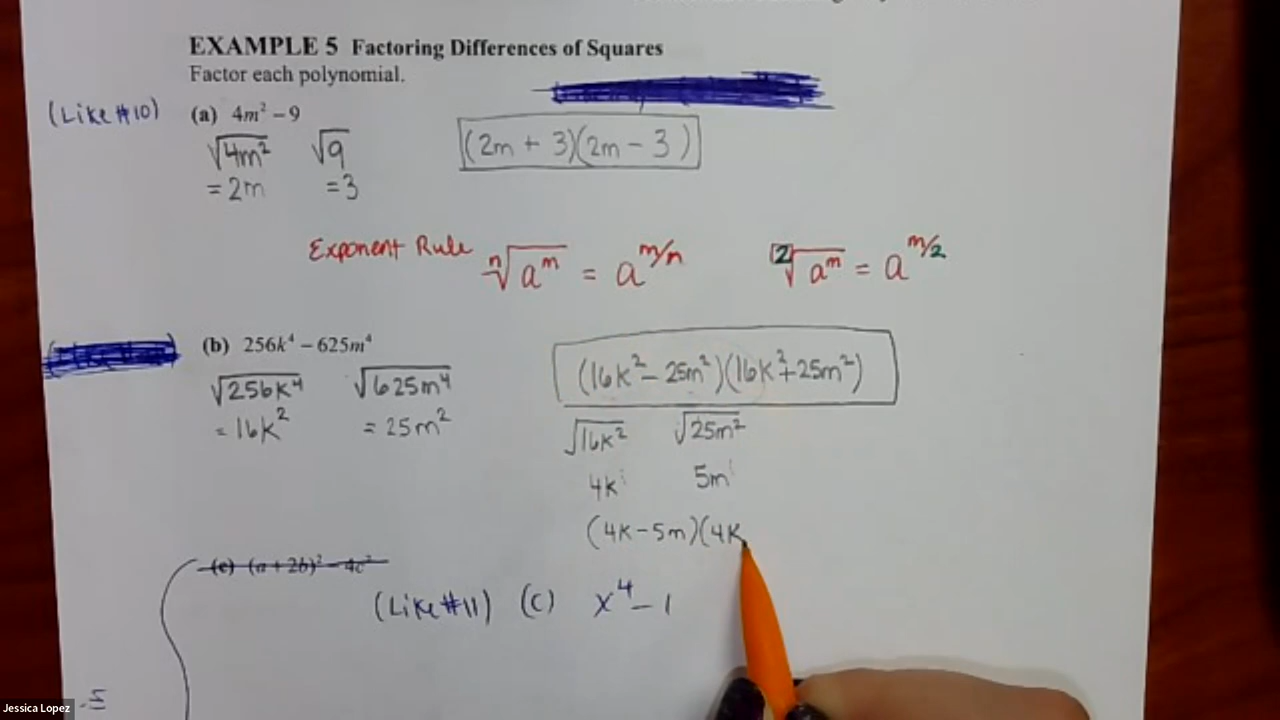 EXAMPLE 5 Factoring Differences of Squares
Factor each polynomial.
(Like #10) (a) 4m² − 9
√4m² √9 (2m + 3)(2m − 3)
= 2m = 3
Exponent Rule ⁿ√aᵐ = a^m/n ²√aᵐ = a^m/2
(b) 256k⁴ − 625m⁴
√256k⁴ √625m⁴ (16k² − 25m²)(16k² + 25m²)
= 16k² = 25m² √16k² √25m²
4k 5m
(4k − 5m)(4k
(c) (a + 2b)² − 4c²
(Like #11) (c) x⁴ − 1
-5
Jessica Lopez